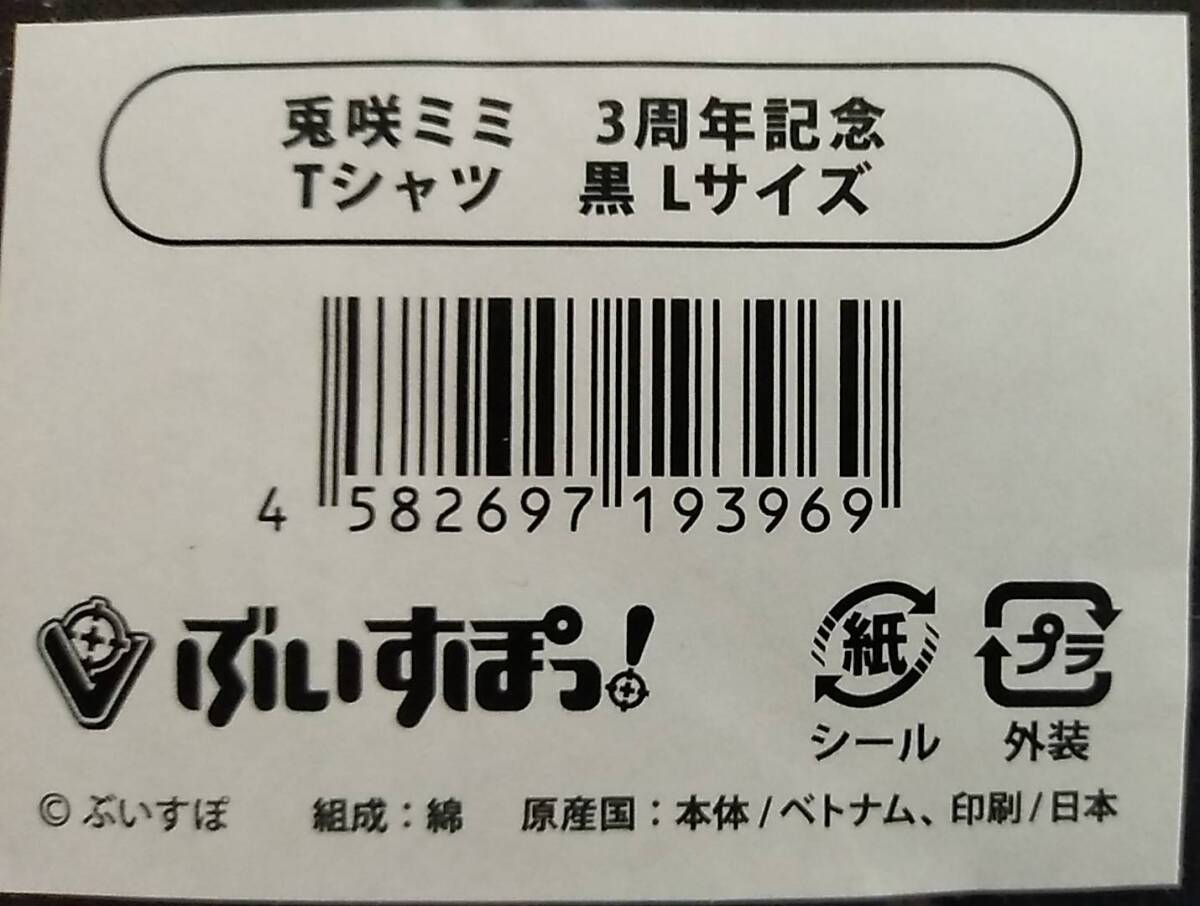 兎咲ミミ　3周年記念
Tシャツ　黒 Lサイズ
4 582697 193969
ぶいすぽっ!
紙
プラ
シール
外装
© ぶいすぽ　組成：綿　原産国：本体/ベトナム、印刷/日本